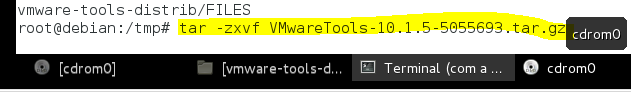 vmware-tools-distrib/FILES
root@debian:/tmp# tar -zxvf VMwareTools-10.1.5-5055693.tar.gz
cdrom0
[cdrom0] [vmware-tools-d... Terminal (com a ... cdrom0